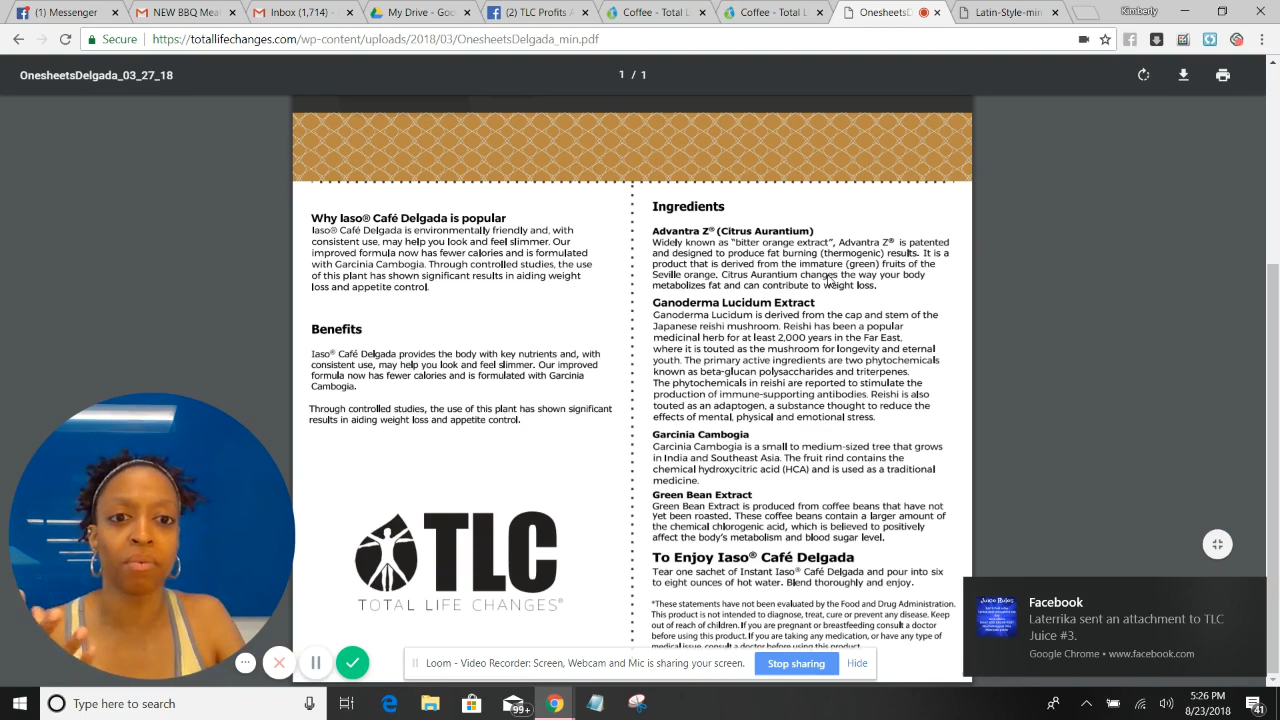 (1) Faceboo
NEW BBQ Mea
Inbox (1,714)
My Drive - Goo
(2) TLC Profits A
Coffee - Total L
Coffee - Total D
OnesheetsD
Latin-Style-min
Kimberly
Secure
https://totallifechanges.com/wp-content/uploads/2018/03/OnesheetsDelgada_min.pdf
OnesheetsDelgada_03_27_18
1 / 1
Why Iaso® Café Delgada is popular
Iaso® Café Delgada is environmentally friendly and, with
consistent use, may help you look and feel slimmer. Our
improved formula now has fewer calories and is formulated
with Garcinia Cambogia. Through controlled studies, the use
of this plant has shown significant results in aiding weight
loss and appetite control.
Benefits
Iaso® Café Delgada provides the body with key nutrients and, with
consistent use, may help you look and feel slimmer. Our improved
formula now has fewer calories and is formulated with Garcinia
Cambogia.
Through controlled studies, the use of this plant has shown significant
results in aiding weight loss and appetite control.
TLC
TOTAL LIFE CHANGES®
Ingredients
Advantra Z® (Citrus Aurantium)
Widely known as “bitter orange extract”, Advantra Z® is patented
and designed to produce fat burning (thermogenic) results. It is a
product that is derived from the immature (green) fruits of the
Seville orange. Citrus Aurantium changes the way your body
metabolizes fat and can contribute to weight loss.
Ganoderma Lucidum Extract
Ganoderma Lucidum is derived from the cap and stem of the
Japanese reishi mushroom. Reishi has been a popular
medicinal herb for at least 2,000 years in the Far East,
where it is touted as the mushroom for longevity and eternal
youth. The primary active ingredients are two phytochemicals
known as beta-glucan polysaccharides and triterpenes.
The phytochemicals in reishi are reported to stimulate the
production of immune-supporting antibodies. Reishi is also
touted as an adaptogen, a substance thought to reduce the
effects of mental, physical and emotional stress.
Garcinia Cambogia
Garcinia Cambogia is a small to medium-sized tree that grows
in India and Southeast Asia. The fruit rind contains the
chemical hydroxycitric acid (HCA) and is used as a traditional
medicine.
Green Bean Extract
Green Bean Extract is produced from coffee beans that have not
yet been roasted. These coffee beans contain a larger amount of
the chemical chlorogenic acid, which is believed to positively
affect the body’s metabolism and blood sugar level.
To Enjoy Iaso® Café Delgada
Tear one sachet of Instant Iaso® Café Delgada and pour into six
to eight ounces of hot water. Blend thoroughly and enjoy.
*These statements have not been evaluated by the Food and Drug Administration.
This product is not intended to diagnose, treat, cure or prevent any disease. Keep
out of reach of children. If you are pregnant or breastfeeding consult a doctor
before using this product. If you are taking any medication, or have any type of
medical issue, consult a doctor before using this product.
Facebook
Laterrika sent an attachment to TLC
Juice #3.
Google Chrome • www.facebook.com
Loom - Video Recorder: Screen, Webcam and Mic is sharing your screen.
Stop sharing
Hide
Type here to search
99+
5:26 PM
8/23/2018
41